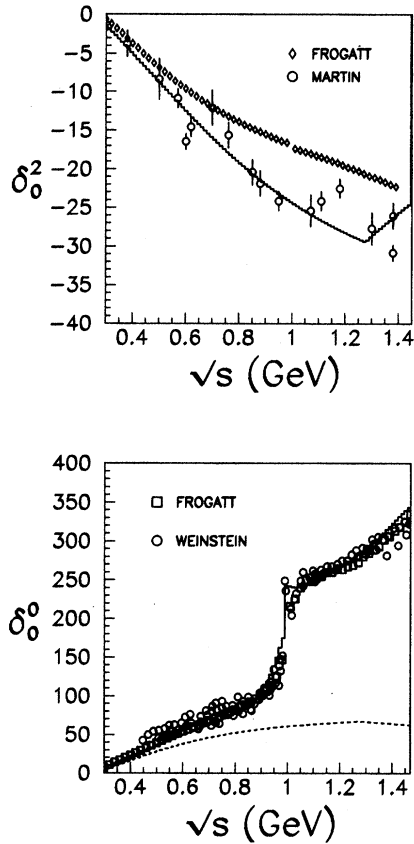 0
−5
−10
−15
−20
−25
−30
−35
−40
δ₀²
◊ FROGATT
○ MARTIN
0.4 0.6 0.8 1 1.2 1.4
√s (GeV)
400
350
300
250
200
150
100
50
0
δ₀⁰
□ FROGATT
○ WEINSTEIN
0.4 0.6 0.8 1 1.2 1.4
√s (GeV)